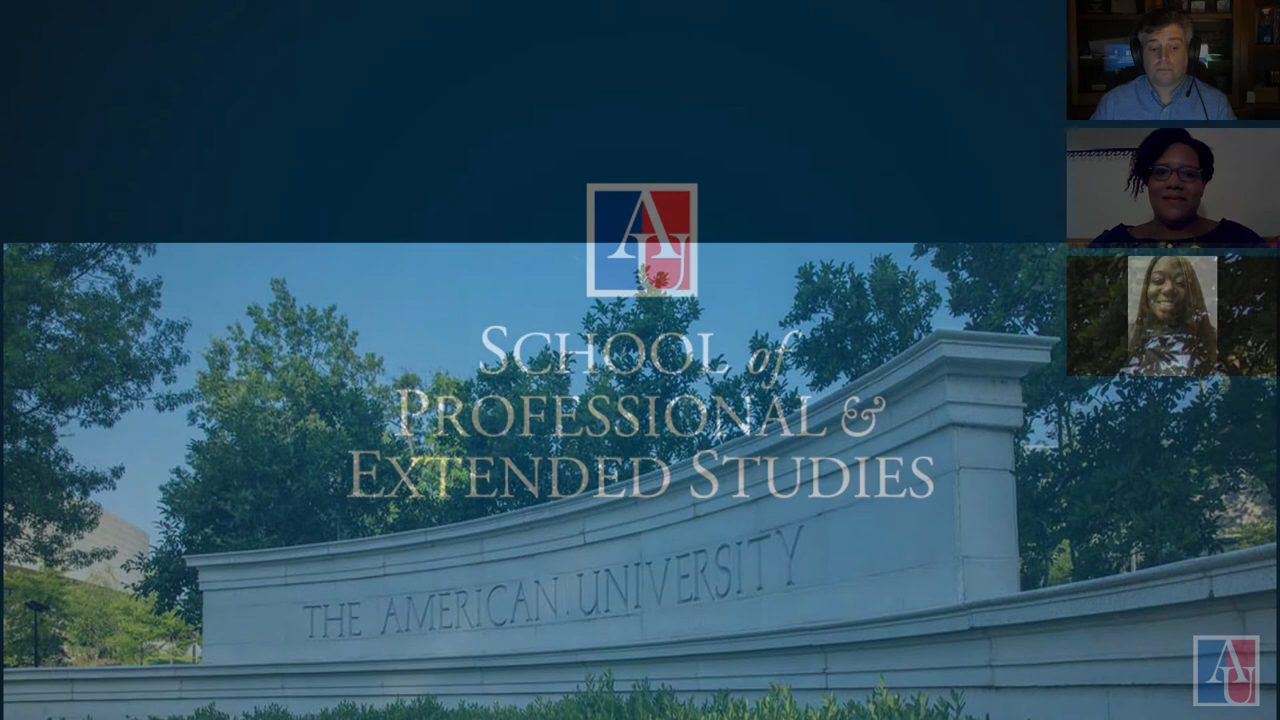 AU
SCHOOL of
PROFESSIONAL &
EXTENDED STUDIES
THE AMERICAN UNIVERSITY
AU